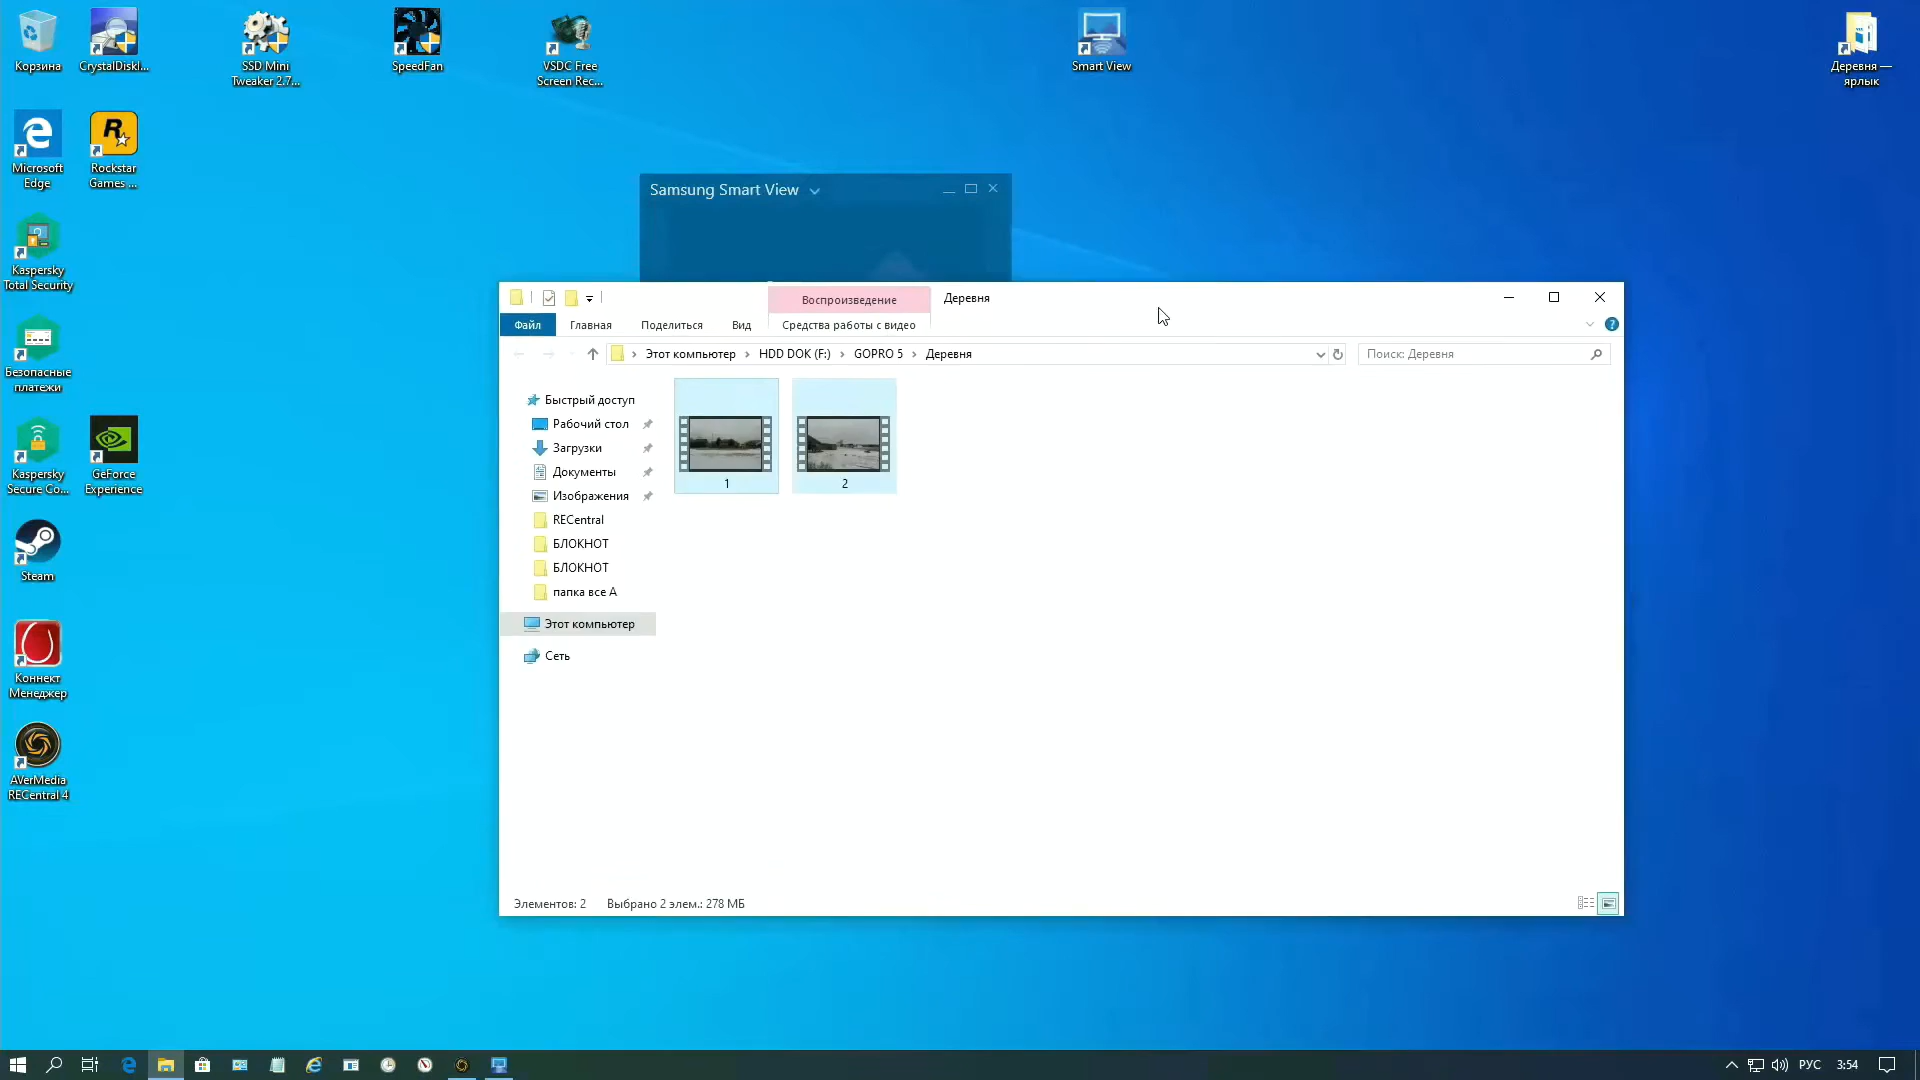 Корзина
CrystalDiskI...
SSD Mini
Tweaker 2.7...
SpeedFan
VSDC Free
Screen Rec...
Smart View
Деревня —
ярлык
Microsoft
Edge
Rockstar
Games ...
Kaspersky
Total Security
Безопасные
платежи
Kaspersky
Secure Co...
GeForce
Experience
Steam
Коннект
Менеджер
AVerMedia
RECentral 4
Samsung Smart View
Воспроизведение
Деревня
Файл
Главная
Поделиться
Вид
Средства работы с видео
Этот компьютер
HDD DOK (F:)
GOPRO 5
Деревня
Поиск: Деревня
Быстрый доступ
Рабочий стол
Загрузки
Документы
Изображения
RECentral
БЛОКНОТ
БЛОКНОТ
папка все А
Этот компьютер
Сеть
1
2
Элементов: 2
Выбрано 2 элем.: 278 МБ
РУС
3:54